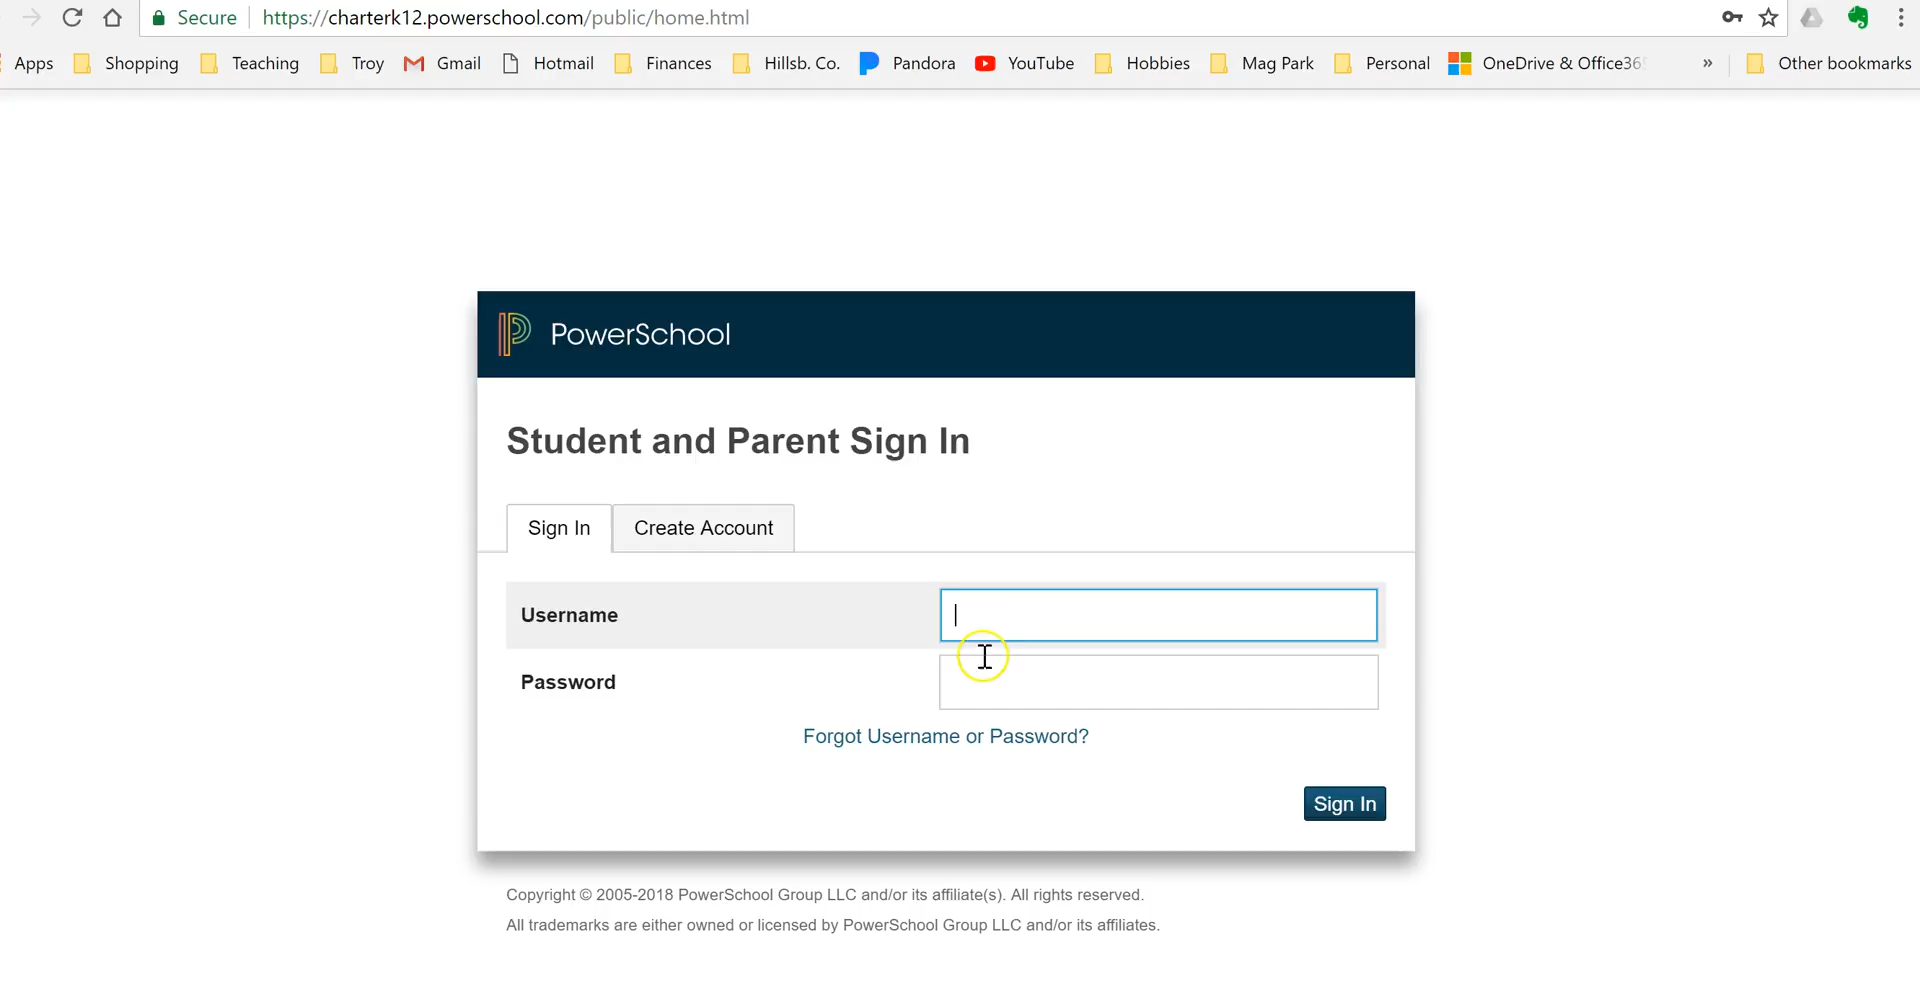 Secure https://charterk12.powerschool.com/public/home.html
Apps Shopping Teaching Troy Gmail Hotmail Finances Hillsb. Co. Pandora YouTube Hobbies Mag Park Personal OneDrive & Office365 » Other bookmarks
PowerSchool
Student and Parent Sign In
Sign In Create Account
Username
Password
Forgot Username or Password?
Sign In
Copyright © 2005-2018 PowerSchool Group LLC and/or its affiliate(s). All rights reserved.
All trademarks are either owned or licensed by PowerSchool Group LLC and/or its affiliates.